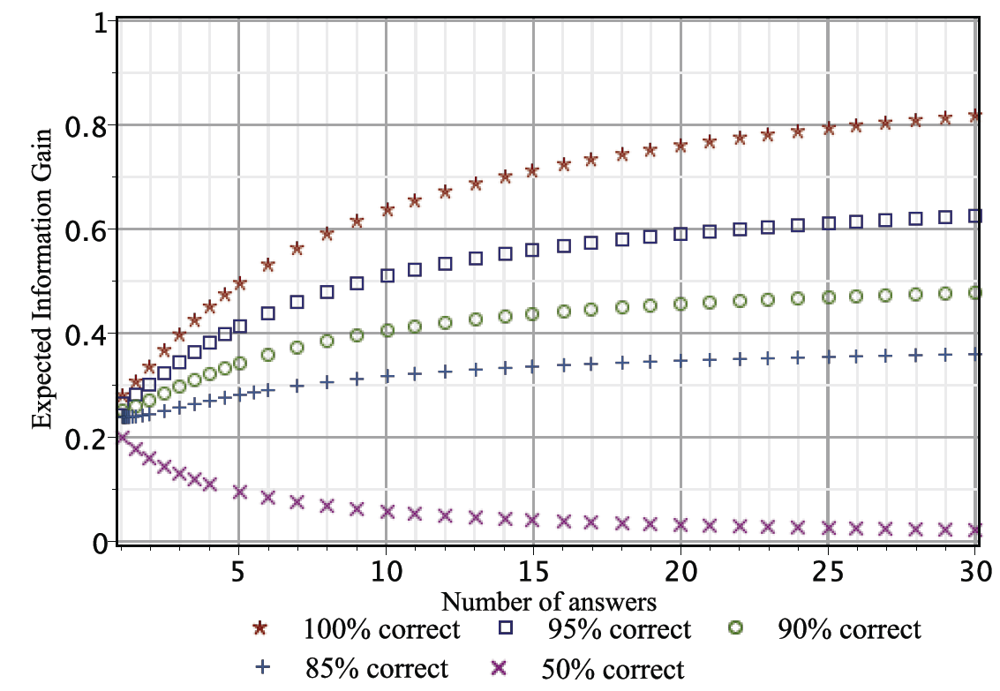 1
0.8
0.6
0.4
0.2
0
Expected Information Gain
5 10 15 20 25 30
Number of answers
100% correct 95% correct 90% correct
85% correct 50% correct